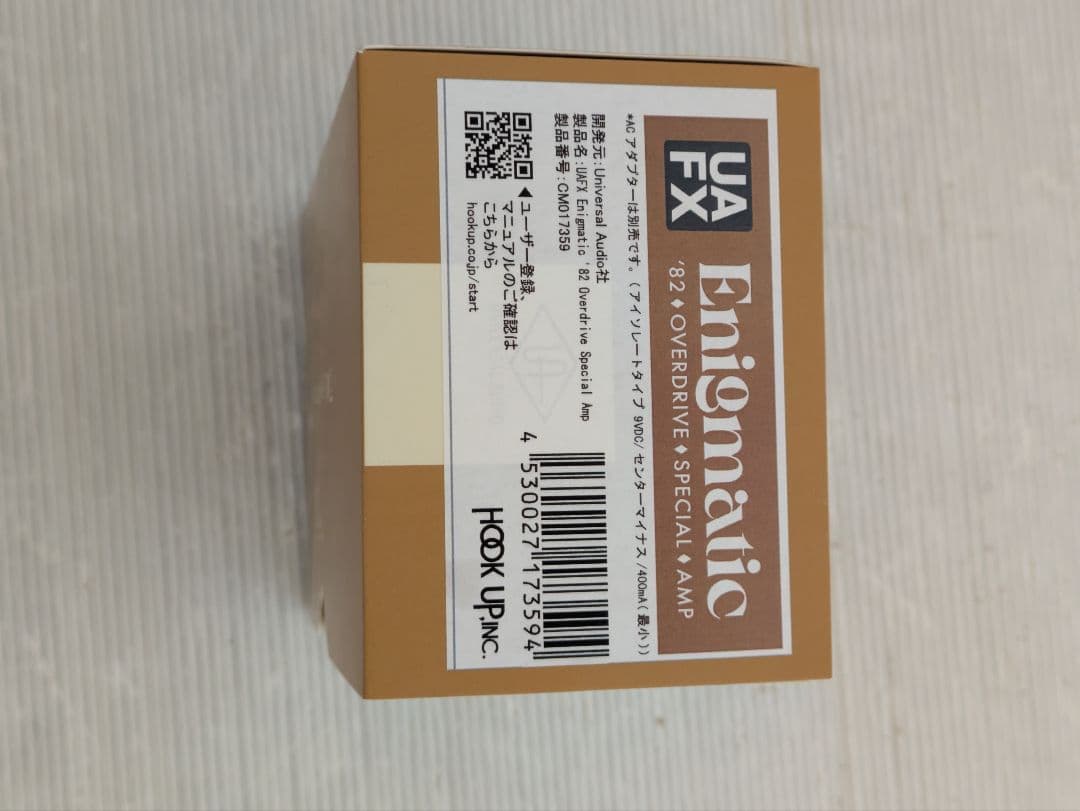 UA
FX
Enigmatic
'82♦OVERDRIVE♦SPECIAL♦AMP
*ACアダプターは別売です。(アイソレートタイプ 9VDC/センターマイナス/400mA(最小))
開発元:Universal Audio社
製品名:UAFX Enigmatic '82 Overdrive Special Amp
製品番号:CM017359
◀ユーザー登録、
マニュアルのご確認は
こちらから
hookup.co.jp/start
4 530027 173594
HOOK UP,INC.